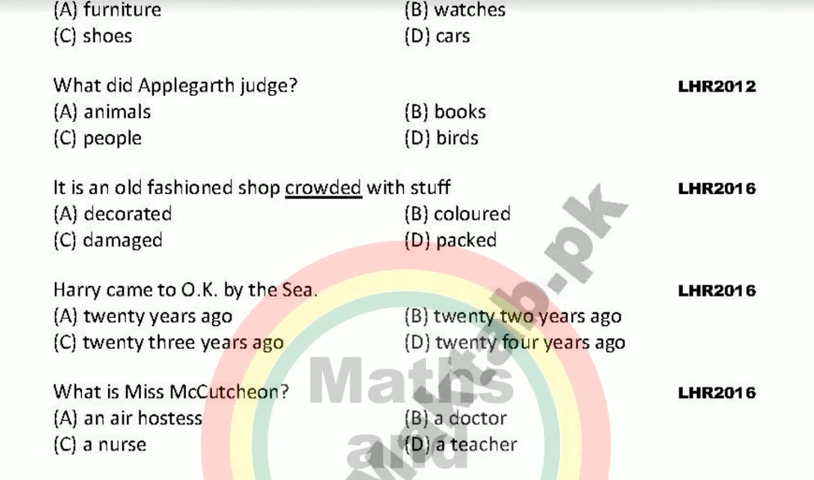 (A) furniture (B) watches
(C) shoes (D) cars
What did Applegarth judge? LHR2012
(A) animals (B) books
(C) people (D) birds
It is an old fashioned shop crowded with stuff LHR2016
(A) decorated (B) coloured
(C) damaged (D) packed
Harry came to O.K. by the Sea. LHR2016
(A) twenty years ago (B) twenty two years ago
(C) twenty three years ago (D) twenty four years ago
What is Miss McCutcheon? LHR2016
(A) an air hostess (B) a doctor
(C) a nurse (D) a teacher
Maths
and